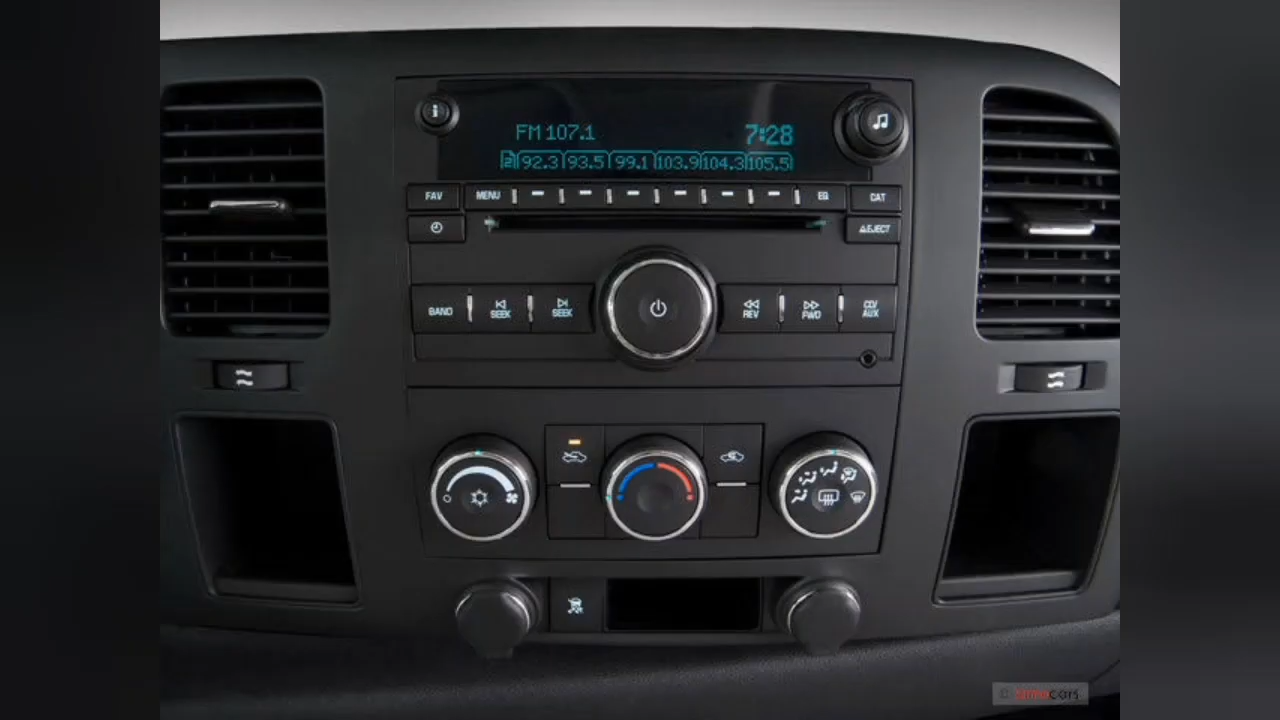 FM 107.1 7:28
2 92.3 93.5 99.1 103.9 104.3 105.5
FAV MENU EQ CAT
EJECT
BAND SEEK SEEK REV FWD CD/AUX